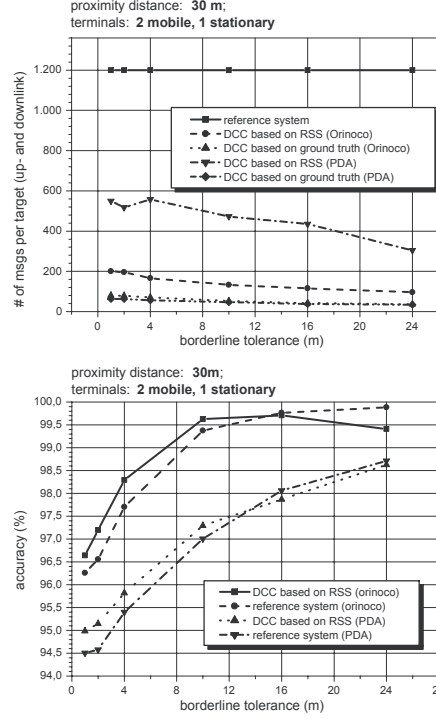 proximity distance: 30 m;
terminals: 2 mobile, 1 stationary
# of msgs per target (up- and downlink)
1.200
1.000
800
600
400
200
0
reference system
DCC based on RSS (Orinoco)
DCC based on ground truth (Orinoco)
DCC based on RSS (PDA)
DCC based on ground truth (PDA)
0 4 8 12 16 20 24
borderline tolerance (m)
proximity distance: 30m;
terminals: 2 mobile, 1 stationary
accuracy (%)
100,0
99,5
99,0
98,5
98,0
97,5
97,0
96,5
96,0
95,5
95,0
94,5
94,0
DCC based on RSS (orinoco)
reference system (orinoco)
DCC based on RSS (PDA)
reference system (PDA)
0 4 8 12 16 20 24
borderline tolerance (m)